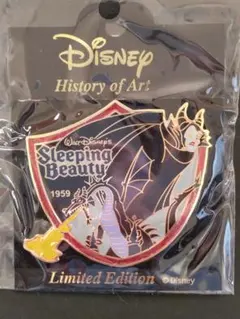 Disney
History of Art
WALT DISNEY'S
Sleeping
Beauty
1959
Limited Edition © Disney